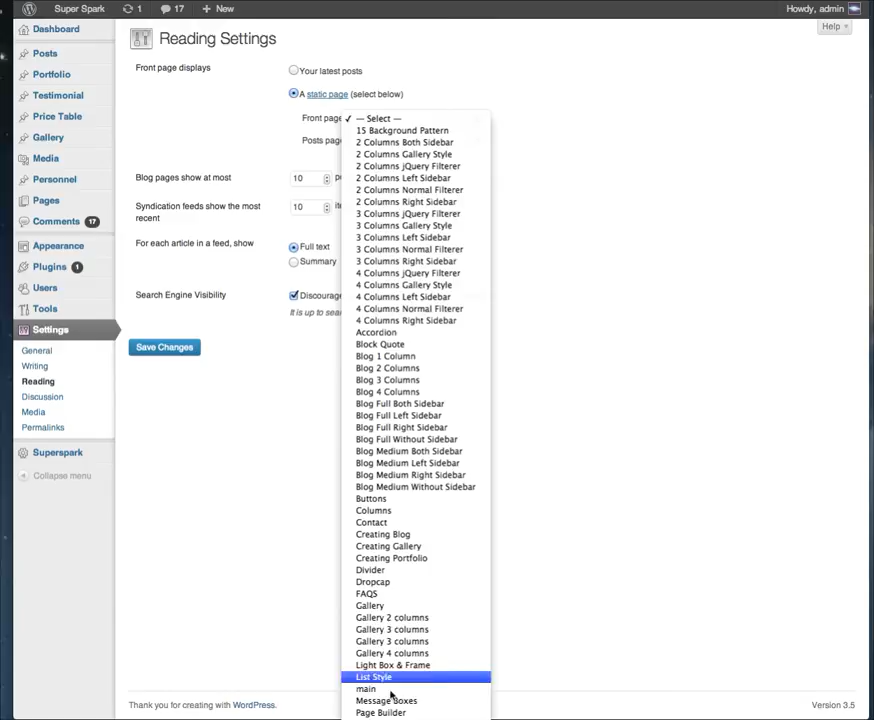 Super Spark 1 17 + New Howdy, admin
Help
Dashboard
Posts
Portfolio
Testimonial
Price Table
Gallery
Media
Personnel
Pages
Comments 17
Appearance
Plugins 1
Users
Tools
Settings
General
Writing
Reading
Discussion
Media
Permalinks
Superspark
Collapse menu
Reading Settings
Front page displays
Your latest posts
A static page (select below)
Front page
Posts pag
Blog pages show at most 10
Syndication feeds show the most
recent
10
For each article in a feed, show
Full text
Summary
Search Engine Visibility
Discourag
It is up to sea
Save Changes
✓ — Select —
15 Background Pattern
2 Columns Both Sidebar
2 Columns Gallery Style
2 Columns jQuery Filterer
2 Columns Left Sidebar
2 Columns Normal Filterer
2 Columns Right Sidebar
3 Columns jQuery Filterer
3 Columns Gallery Style
3 Columns Left Sidebar
3 Columns Normal Filterer
3 Columns Right Sidebar
4 Columns jQuery Filterer
4 Columns Gallery Style
4 Columns Left Sidebar
4 Columns Normal Filterer
4 Columns Right Sidebar
Accordion
Block Quote
Blog 1 Column
Blog 2 Columns
Blog 3 Columns
Blog 4 Columns
Blog Full Both Sidebar
Blog Full Left Sidebar
Blog Full Right Sidebar
Blog Full Without Sidebar
Blog Medium Both Sidebar
Blog Medium Left Sidebar
Blog Medium Right Sidebar
Blog Medium Without Sidebar
Buttons
Columns
Contact
Creating Blog
Creating Gallery
Creating Portfolio
Divider
Dropcap
FAQS
Gallery
Gallery 2 columns
Gallery 3 columns
Gallery 3 columns
Gallery 4 columns
Light Box & Frame
List Style
main
Message Boxes
Page Builder
Thank you for creating with WordPress.
Version 3.5